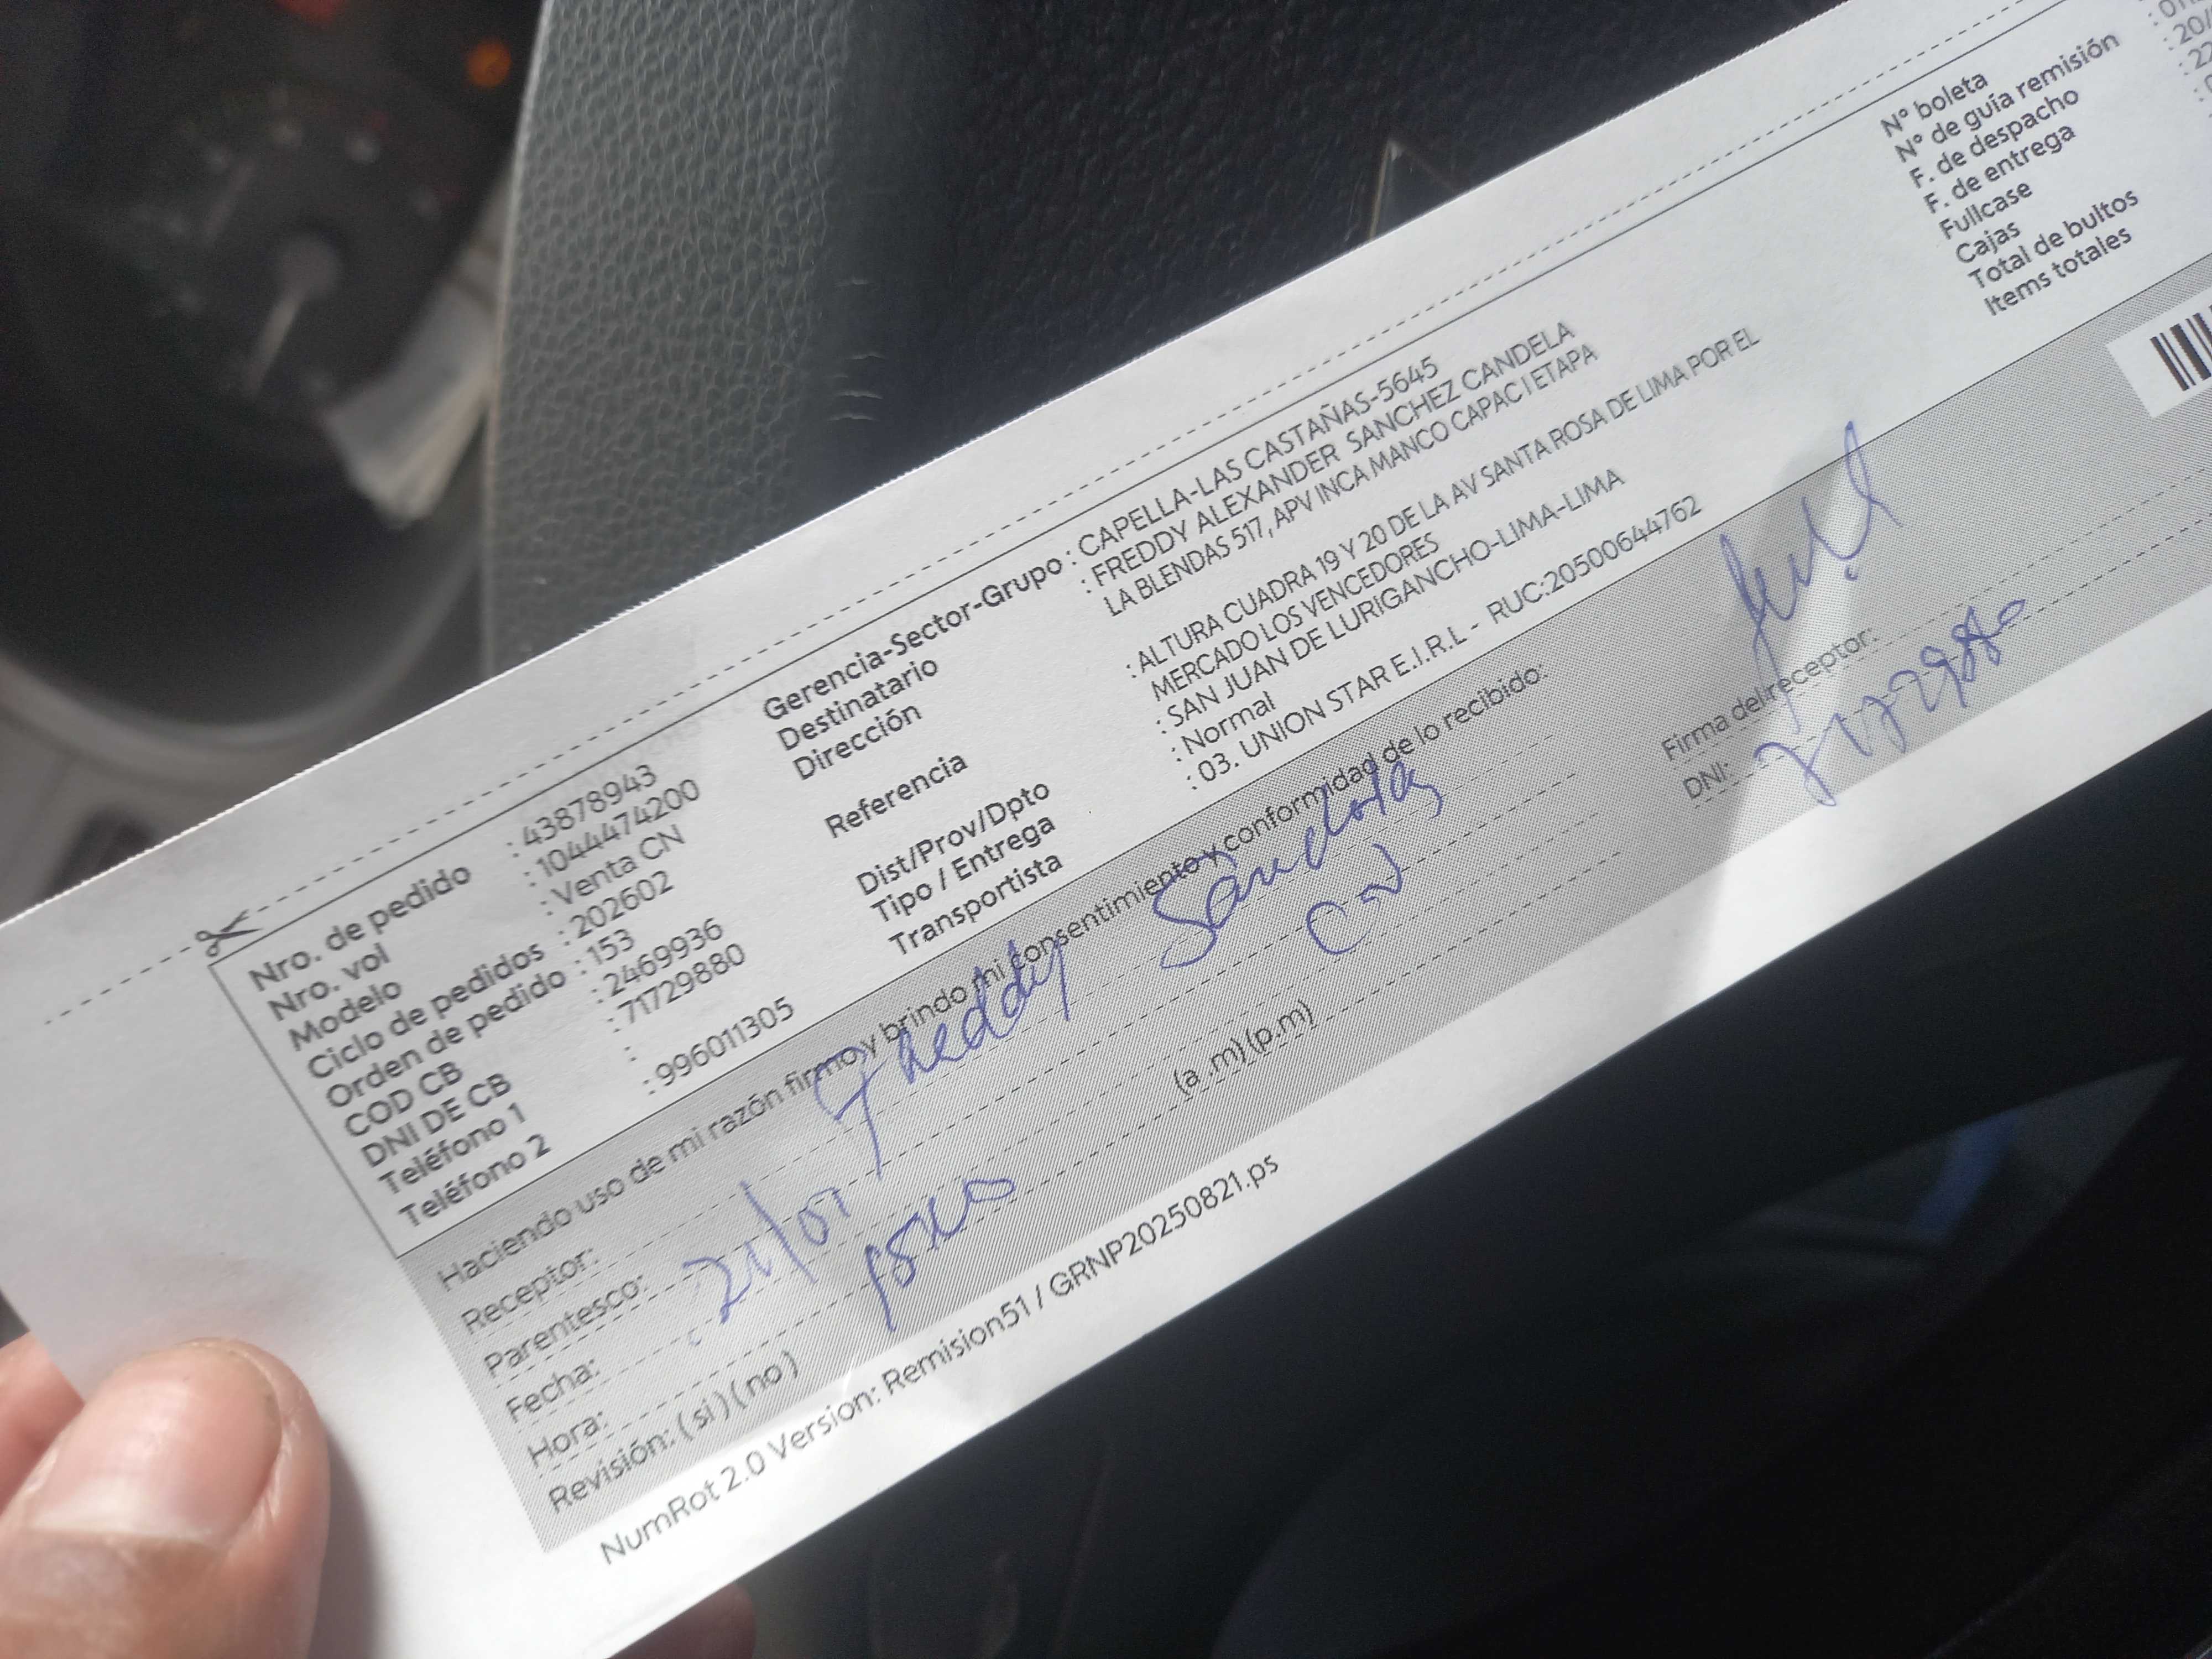 Nro. de pedido : 43878943
Nro. vol : 1044474200
Modelo : Venta CN
Ciclo de pedidos : 202602
Orden de pedido : 153
COD CB : 2469936
DNI DE CB : 71729880
Teléfono 1 :
Teléfono 2 : 996011305
Gerencia-Sector-Grupo : CAPELLA-LAS CASTAÑAS-5645
Destinatario : FREDDY ALEXANDER SANCHEZ CANDELA
Dirección LA BLENDAS 517, APV INCA MANCO CAPAC I ETAPA
Referencia : ALTURA CUADRA 19 Y 20 DE LA AV SANTA ROSA DE LIMA POR EL
MERCADO LOS VENCEDORES
Dist/Prov/Dpto : SAN JUAN DE LURIGANCHO-LIMA-LIMA
Tipo / Entrega : Normal
Transportista : 03. UNION STAR E.I.R.L - RUC:20500644762
N° boleta
N° de guía remisión
F. de despacho
F. de entrega
Fullcase
Cajas
Total de bultos
Items totales
Haciendo uso de mi razón firmo y brindo mi consentimiento y conformidad de lo recibido:
Receptor:
Parentesco:
Fecha:
Hora: (a .m) (p.m)
Revisión: ( si ) ( no )
Firma del receptor:
DNI:
NumRot 2.0 Version: Remision51 / GRNP20250821.ps